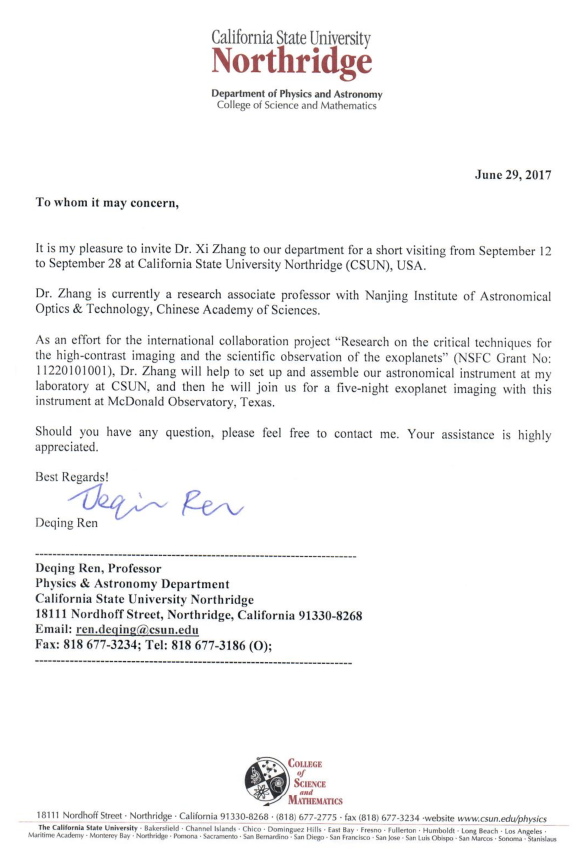 California State University
Northridge
Department of Physics and Astronomy
College of Science and Mathematics
June 29, 2017
To whom it may concern,
It is my pleasure to invite Dr. Xi Zhang to our department for a short visiting from September 12
to September 28 at California State University Northridge (CSUN), USA.
Dr. Zhang is currently a research associate professor with Nanjing Institute of Astronomical
Optics & Technology, Chinese Academy of Sciences.
As an effort for the international collaboration project “Research on the critical techniques for
the high-contrast imaging and the scientific observation of the exoplanets” (NSFC Grant No:
11220101001), Dr. Zhang will help to set up and assemble our astronomical instrument at my
laboratory at CSUN, and then he will join us for a five-night exoplanet imaging with this
instrument at McDonald Observatory, Texas.
Should you have any question, please feel free to contact me. Your assistance is highly
appreciated.
Best Regards!
Deqin Ren
Deqing Ren
------------------------------------------------------------------------
Deqing Ren, Professor
Physics & Astronomy Department
California State University Northridge
18111 Nordhoff Street, Northridge, California 91330-8268
Email: ren.deqing@csun.edu
Fax: 818 677-3234; Tel: 818 677-3186 (O);
-----------------------------------------------------------------------
COLLEGE
of
SCIENCE
and
MATHEMATICS
18111 Nordhoff Street · Northridge · California 91330-8268 · (818) 677-2775 · fax (818) 677-3234 ·website www.csun.edu/physics
The California State University · Bakersfield · Channel Islands · Chico · Dominguez Hills · East Bay · Fresno · Fullerton · Humboldt · Long Beach · Los Angeles ·
Maritime Academy · Monterey Bay · Northridge · Pomona · Sacramento · San Bernardino · San Diego · San Francisco · San Jose · San Luis Obispo · San Marcos · Sonoma · Stanislaus